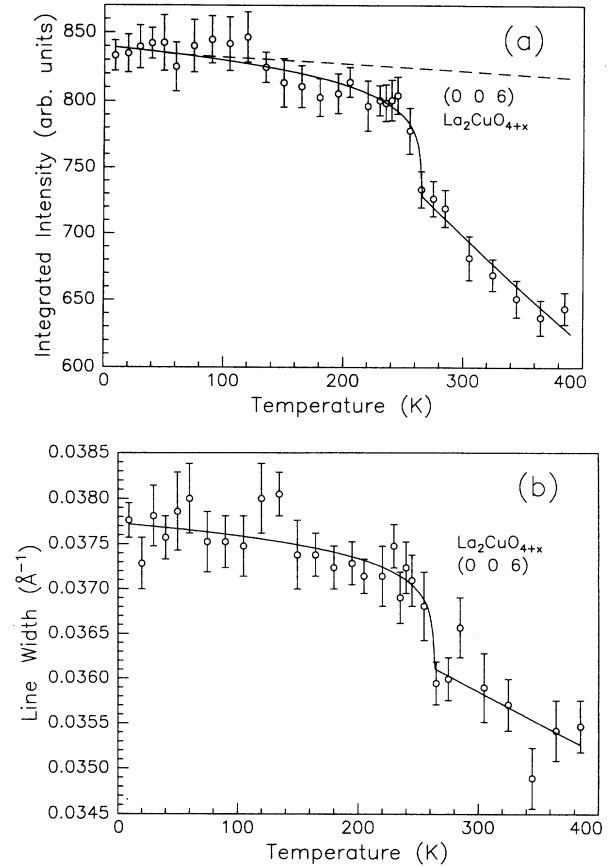 850
800
750
700
650
600
Integrated Intensity (arb. units)
(a)
(0 0 6)
La₂CuO₄₊ₓ
0 100 200 300 400
Temperature (K)
0.0385
0.0380
0.0375
0.0370
0.0365
0.0360
0.0355
0.0350
0.0345
Line Width (Å⁻¹)
(b)
La₂CuO₄₊ₓ
(0 0 6)
0 100 200 300 400
Temperature (K)